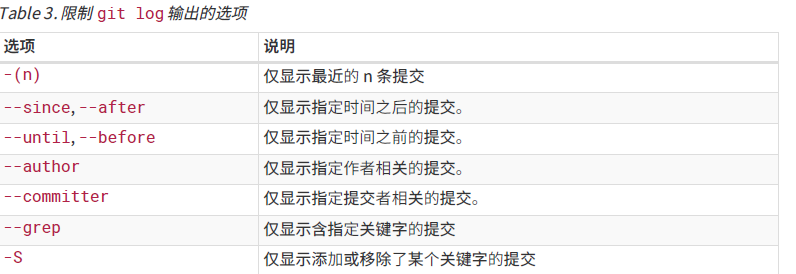 Table 3. 限制 git log 输出的选项
选项 说明
-(n) 仅显示最近的 n 条提交
--since, --after 仅显示指定时间之后的提交。
--until, --before 仅显示指定时间之前的提交。
--author 仅显示指定作者相关的提交。
--committer 仅显示指定提交者相关的提交。
--grep 仅显示含指定关键字的提交
-S 仅显示添加或移除了某个关键字的提交